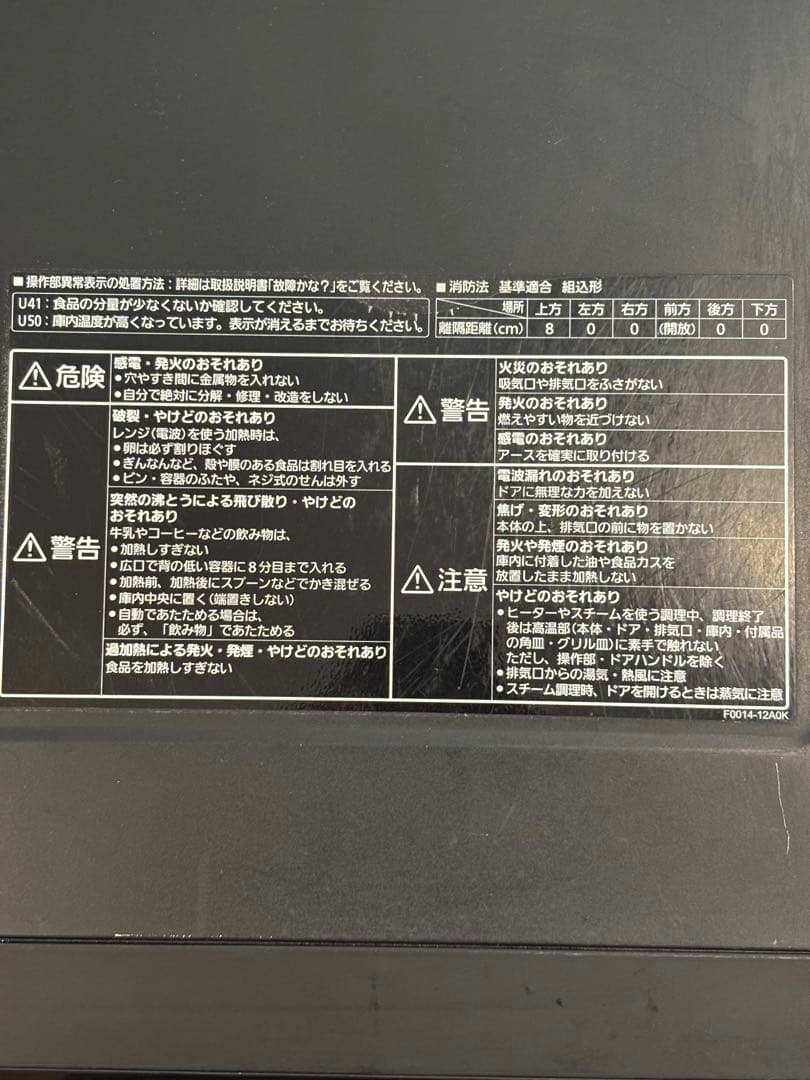 ■操作部異常表示の処置方法：詳細は取扱説明書「故障かな？」をご覧ください。
U41：食品の分量が少なくないか確認してください。
U50：庫内温度が高くなっています。表示が消えるまでお待ちください。
■消防法 基準適合 組込形
場所 上方 左方 右方 前方 後方 下方
離隔距離(cm) 8 0 0 (開放) 0 0
危険
感電・発火のおそれあり
●穴やすき間に金属物を入れない
●自分で絶対に分解・修理・改造をしない
警告
破裂・やけどのおそれあり
レンジ(電波)を使う加熱時は、
●卵は必ず割りほぐす
●ぎんなんなど、殻や膜のある食品は割れ目を入れる
●ビン・容器のふたや、ネジ式のせんは外す
突然の沸とうによる飛び散り・やけどの
おそれあり
牛乳やコーヒーなどの飲み物は、
●加熱しすぎない
●広口で背の低い容器に8分目まで入れる
●加熱前、加熱後にスプーンなどでかき混ぜる
●庫内中央に置く(端置きしない)
●自動であたためる場合は、
必ず、「飲み物」であたためる
過加熱による発火・発煙・やけどのおそれあり
食品を加熱しすぎない
警告
火災のおそれあり
吸気口や排気口をふさがない
発火のおそれあり
燃えやすい物を近づけない
感電のおそれあり
アースを確実に取り付ける
注意
電波漏れのおそれあり
ドアに無理な力を加えない
焦げ・変形のおそれあり
本体の上、排気口の前に物を置かない
発火や発煙のおそれあり
庫内に付着した油や食品カスを
放置したまま加熱しない
やけどのおそれあり
●ヒーターやスチームを使う調理中、調理終了
後は高温部(本体・ドア・排気口・庫内・付属品
の角皿・グリル皿)に素手で触れない
ただし、操作部・ドアハンドルを除く
●排気口からの湯気・熱風に注意
●スチーム調理時、ドアを開けるときは蒸気に注意
F0014-12A0K